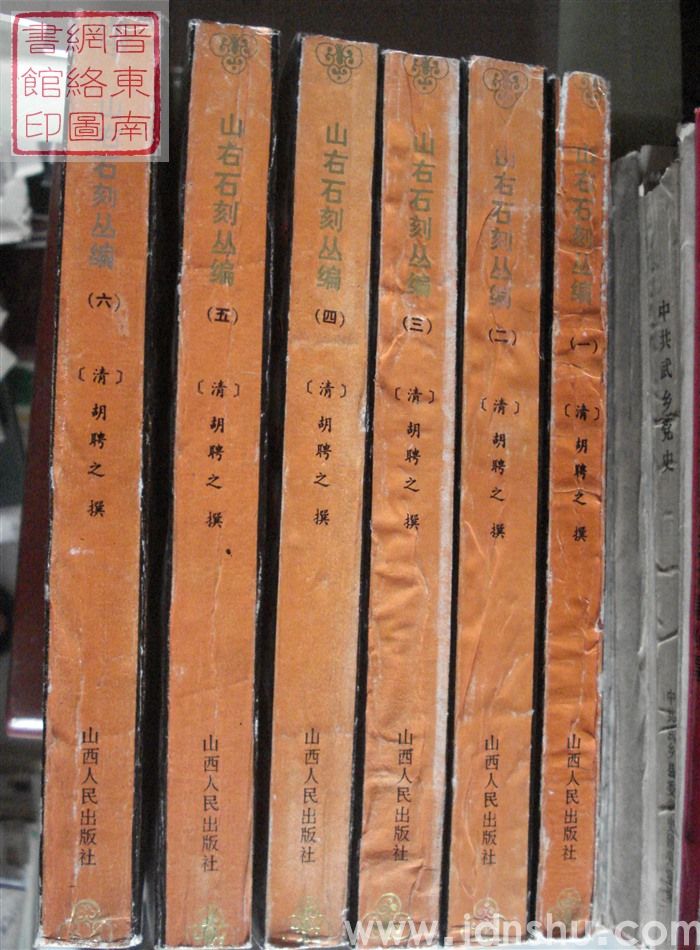 晋東南
網絡圖
書館印
石刻丛编
(六)
〔清〕胡聘之 撰
山西人民出版社
山右石刻丛编
(五)
〔清〕胡聘之 撰
山西人民出版社
山右石刻丛编
(四)
〔清〕胡聘之 撰
山西人民出版社
山右石刻丛编
(三)
〔清〕胡聘之 撰
山西人民出版社
山右石刻丛编
(二)
〔清〕胡聘之 撰
山西人民出版社
山右石刻丛编
(一)
〔清〕胡聘之 撰
山西人民出版社
中共武乡党史
www.jdnshu.com